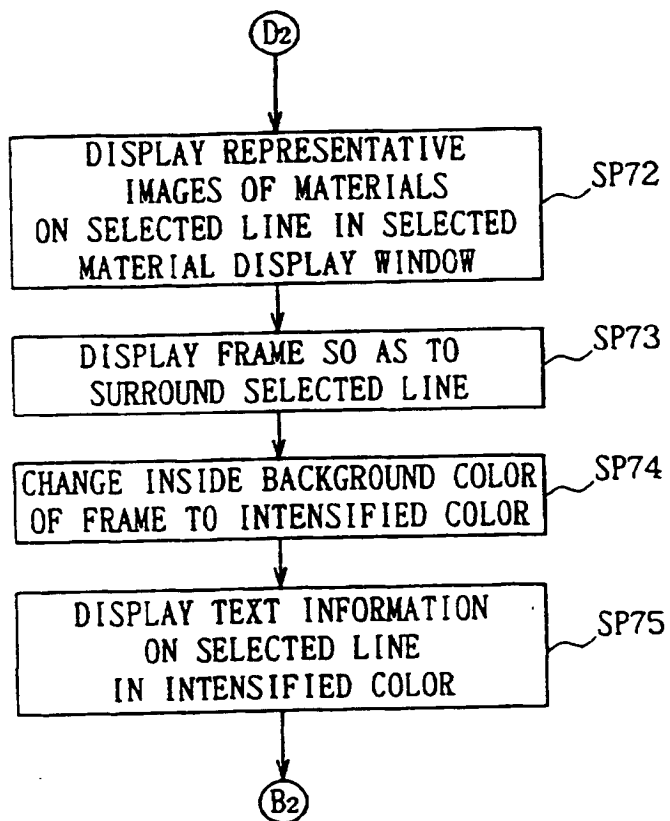 D2
DISPLAY REPRESENTATIVE
IMAGES OF MATERIALS
ON SELECTED LINE IN SELECTED
MATERIAL DISPLAY WINDOW
SP72
DISPLAY FRAME SO AS TO
SURROUND SELECTED LINE
SP73
CHANGE INSIDE BACKGROUND COLOR
OF FRAME TO INTENSIFIED COLOR
SP74
DISPLAY TEXT INFORMATION
ON SELECTED LINE
IN INTENSIFIED COLOR
SP75
B2